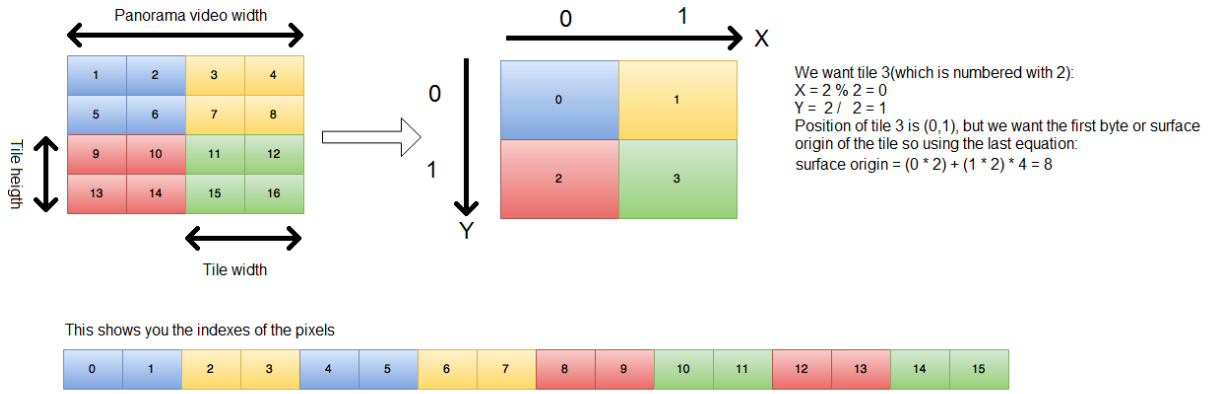 Panorama video width
0 1
X
1 2 3 4
5 6 7 8
9 10 11 12
13 14 15 16
Tile heigth
Tile width
0
1
Y
0 1
2 3
We want tile 3(which is numbered with 2):
X = 2 % 2 = 0
Y = 2 / 2 = 1
Position of tile 3 is (0,1), but we want the first byte or surface
origin of the tile so using the last equation:
surface origin = (0 * 2) + (1 * 2) * 4 = 8
This shows you the indexes of the pixels
0 1 2 3 4 5 6 7 8 9 10 11 12 13 14 15